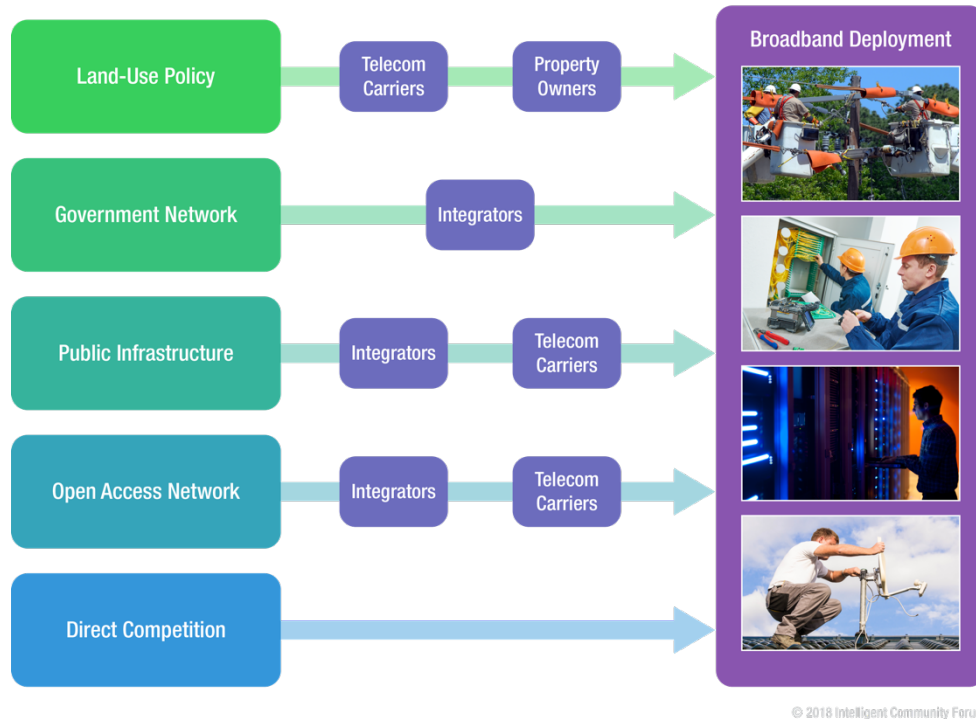 Land-Use Policy
Telecom
Carriers
Property
Owners
Broadband Deployment
Government Network
Integrators
Public Infrastructure
Integrators
Telecom
Carriers
Open Access Network
Integrators
Telecom
Carriers
Direct Competition
© 2018 Intelligent Community Foru